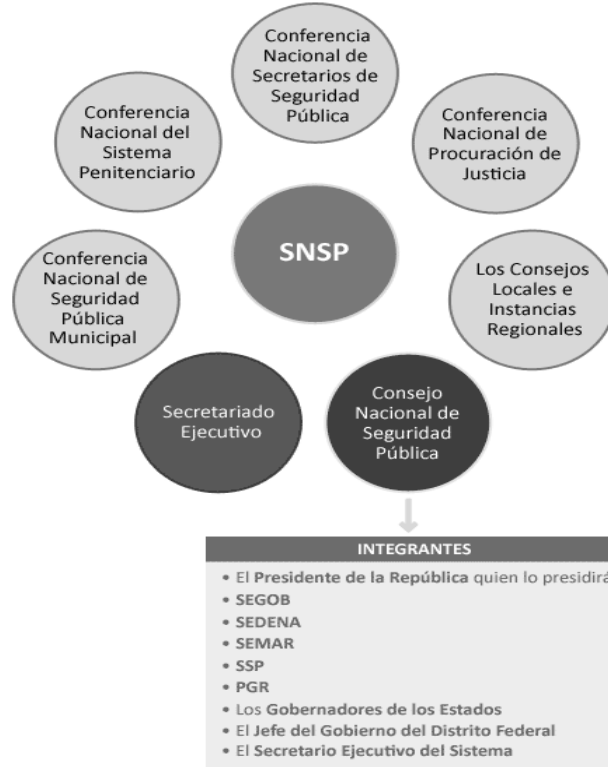 Conferencia
Nacional de
Secretarios de
Seguridad
Pública
Conferencia
Nacional del
Sistema
Penitenciario
Conferencia
Nacional de
Procuración de
Justicia
SNSP
Conferencia
Nacional de
Seguridad
Pública
Municipal
Los Consejos
Locales e
Instancias
Regionales
Secretariado
Ejecutivo
Consejo
Nacional de
Seguridad
Pública
INTEGRANTES
• El Presidente de la República quien lo presidirá
• SEGOB
• SEDENA
• SEMAR
• SSP
• PGR
• Los Gobernadores de los Estados
• El Jefe del Gobierno del Distrito Federal
• El Secretario Ejecutivo del Sistema